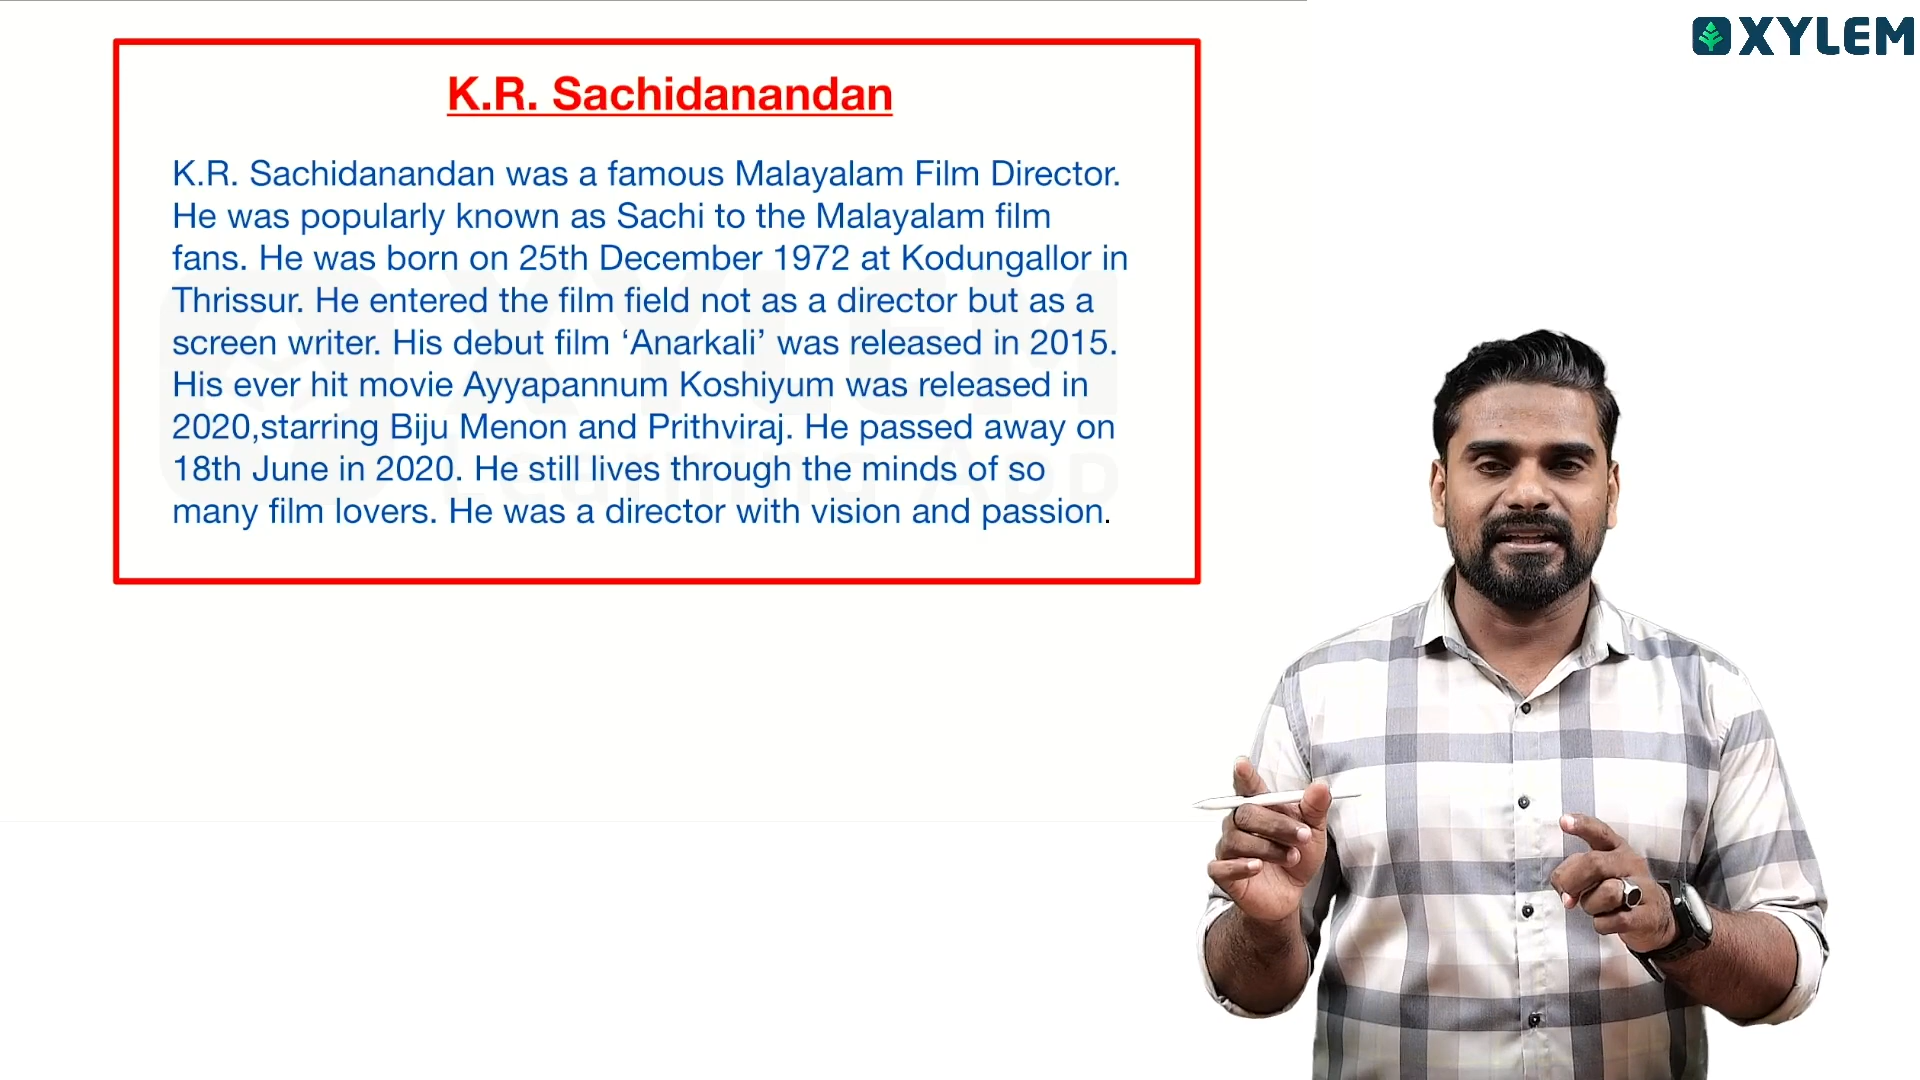 XYLEM
K.R. Sachidanandan
K.R. Sachidanandan was a famous Malayalam Film Director.
He was popularly known as Sachi to the Malayalam film
fans. He was born on 25th December 1972 at Kodungallor in
Thrissur. He entered the film field not as a director but as a
screen writer. His debut film ‘Anarkali’ was released in 2015.
His ever hit movie Ayyapannum Koshiyum was released in
2020,starring Biju Menon and Prithviraj. He passed away on
18th June in 2020. He still lives through the minds of so
many film lovers. He was a director with vision and passion.
XYLEM
Learning App